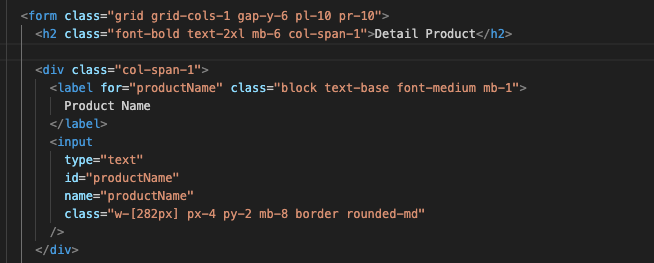 <form class="grid grid-cols-1 gap-y-6 pl-10 pr-10">
<h2 class="font-bold text-2xl mb-6 col-span-1">Detail Product</h2>
<div class="col-span-1">
<label for="productName" class="block text-base font-medium mb-1">
Product Name
</label>
<input
type="text"
id="productName"
name="productName"
class="w-[282px] px-4 py-2 mb-8 border rounded-md"
/>
</div>